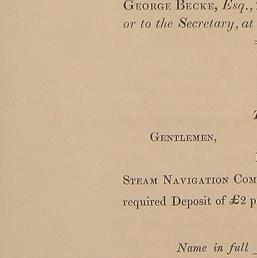 GEORGE BECKE, Esq.,
or to the Secretary, at
GENTLEMEN,
STEAM NAVIGATION COM
required Deposit of £2 p
Name in full